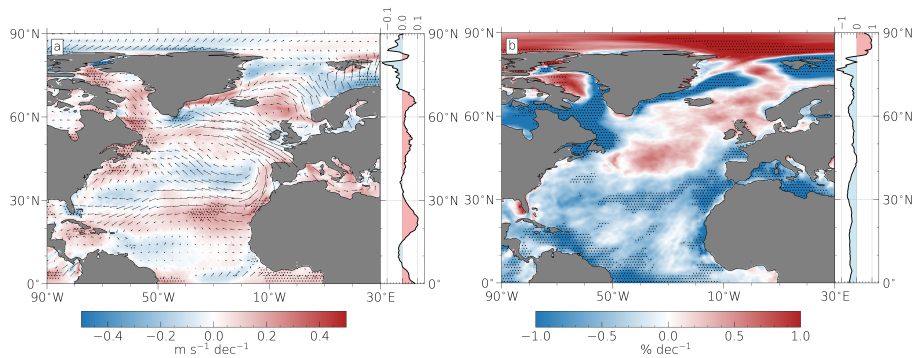 −0.1 0.0 0.1 −1 0 1
90°N a 90°N 90°N b 90°N
60°N 60°N 60°N 60°N
30°N 30°N 30°N 30°N
0° 0° 0° 0°
90°W 50°W 10°W 30°E 90°W 50°W 10°W 30°E
−0.4 −0.2 0.0 0.2 0.4 −1.0 −0.5 0.0 0.5 1.0
m s⁻¹ dec⁻¹ % dec⁻¹